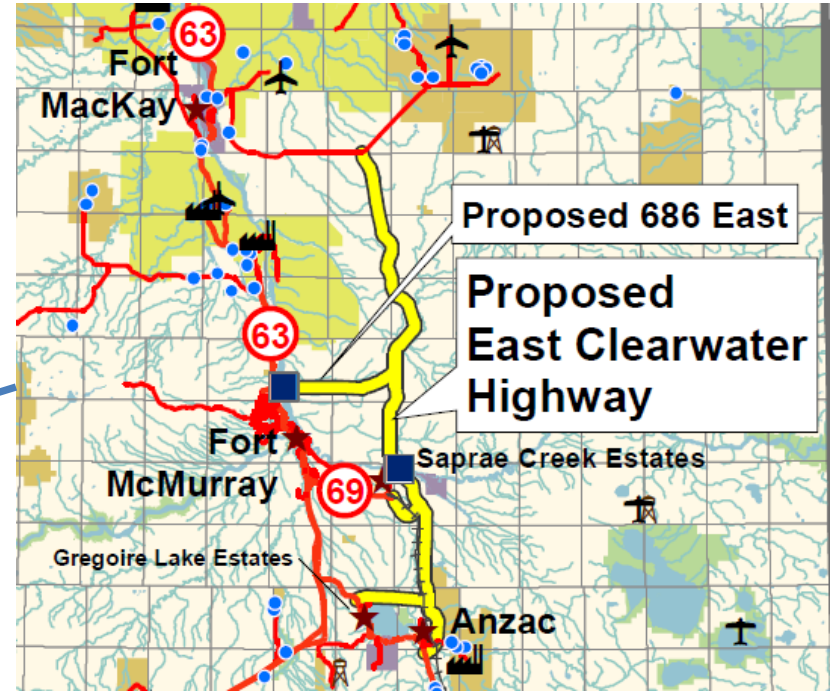 63
Fort
MacKay
Proposed 686 East
Proposed
East Clearwater
Highway
63
Fort
McMurray
Saprae Creek Estates
69
Gregoire Lake Estates
Anzac